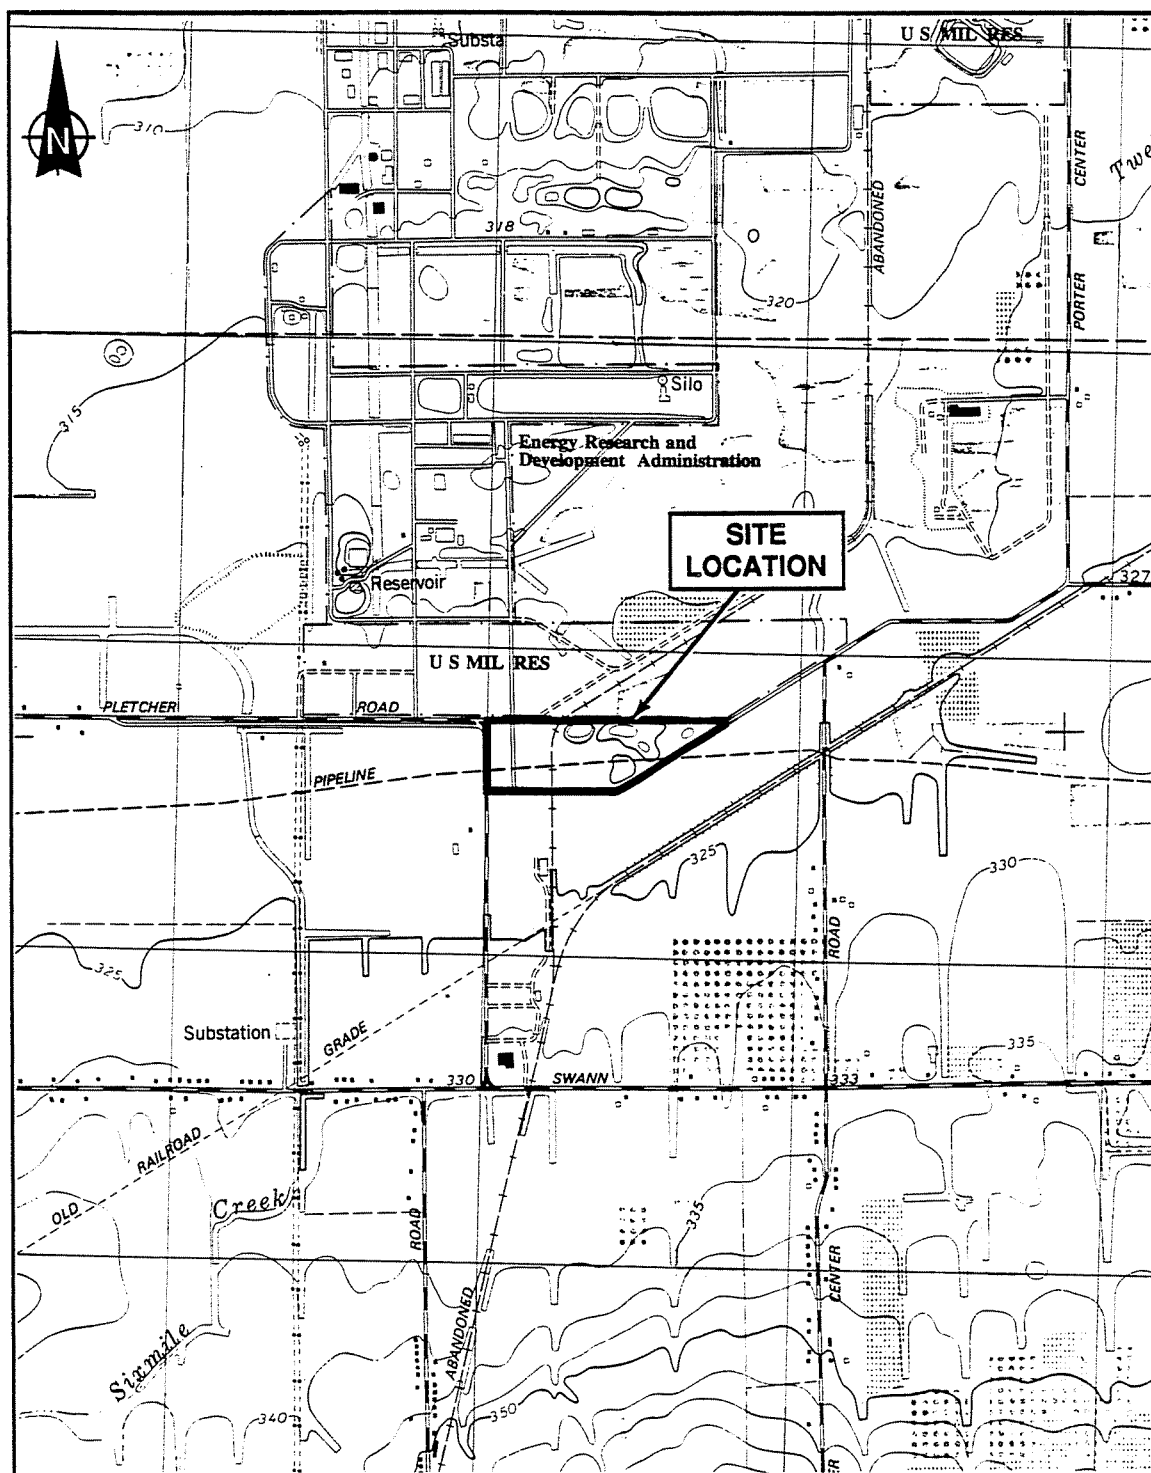 Substa
U S MIL RES
N
310
CENTER
Twe
ABANDONED
318
320
PORTER
CO
315
Silo
Energy Research and
Development Administration
SITE
LOCATION
327
Reservoir
U S MIL RES
PLETCHER
ROAD
PIPELINE
325
330
ROAD
325
Substation
GRADE
335
330
SWANN
333
RAILROAD
OLD
Creek
ROAD
335
CENTER
ABANDONED
Sixmile
340
350
ER